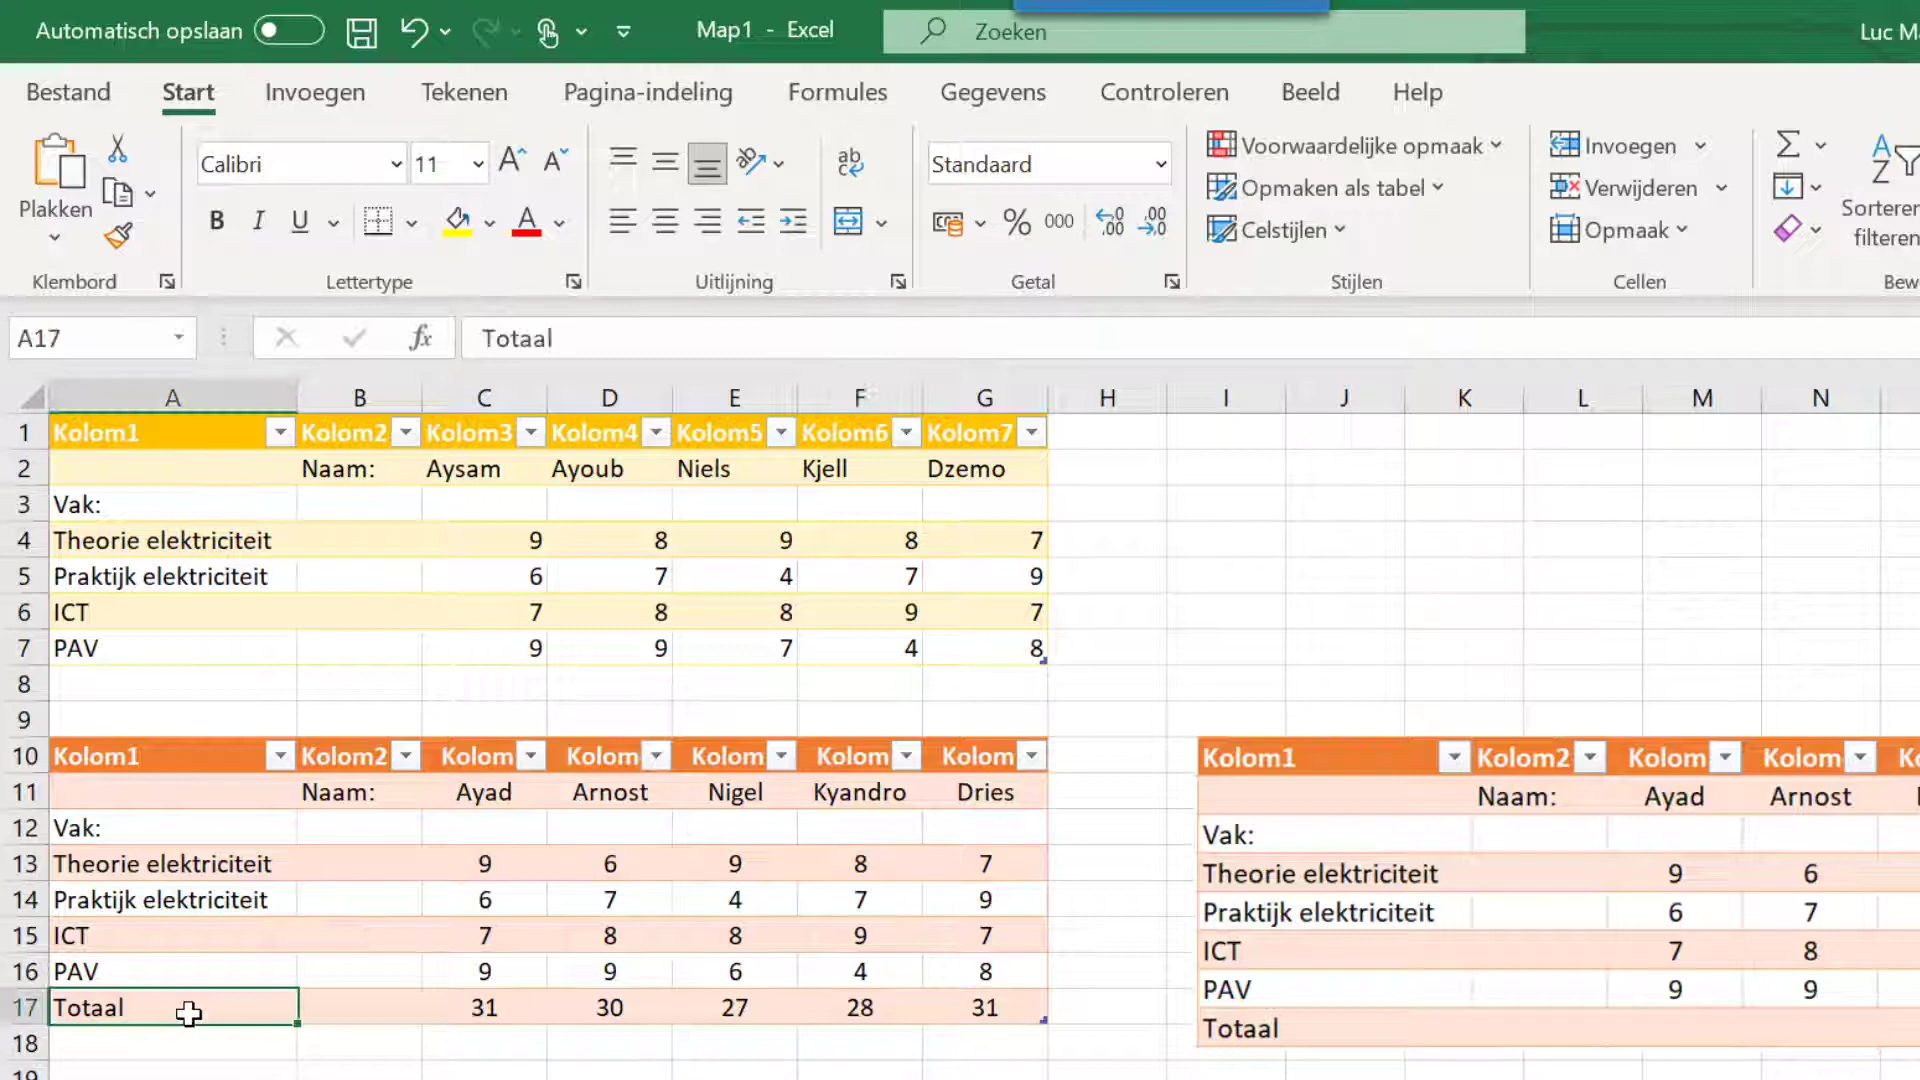 Automatisch opslaan Map1 - Excel Zoeken
Bestand Start Invoegen Tekenen Pagina-indeling Formules Gegevens Controleren Beeld Help
Plakken Calibri 11 Standaard Voorwaardelijke opmaak Invoegen
Opmaken als tabel Verwijderen
B I U % 000 Celstijlen Opmaak
Klembord Lettertype Uitlijning Getal Stijlen Cellen
A17 fx Totaal
A B C D E F G H I J K L M N
1 Kolom1 Kolom2 Kolom3 Kolom4 Kolom5 Kolom6 Kolom7
2 Naam: Aysam Ayoub Niels Kjell Dzemo
3 Vak:
4 Theorie elektriciteit 9 8 9 8 7
5 Praktijk elektriciteit 6 7 4 7 9
6 ICT 7 8 8 9 7
7 PAV 9 9 7 4 8
8
9
10 Kolom1 Kolom2 Kolom Kolom Kolom Kolom Kolom
11 Naam: Ayad Arnost Nigel Kyandro Dries
12 Vak:
13 Theorie elektriciteit 9 6 9 8 7
14 Praktijk elektriciteit 6 7 4 7 9
15 ICT 7 8 8 9 7
16 PAV 9 9 6 4 8
17 Totaal 31 30 27 28 31
18
19
Kolom1 Kolom2 Kolom Kolom
Naam: Ayad Arnost
Vak:
Theorie elektriciteit 9 6
Praktijk elektriciteit 6 7
ICT 7 8
PAV 9 9
Totaal